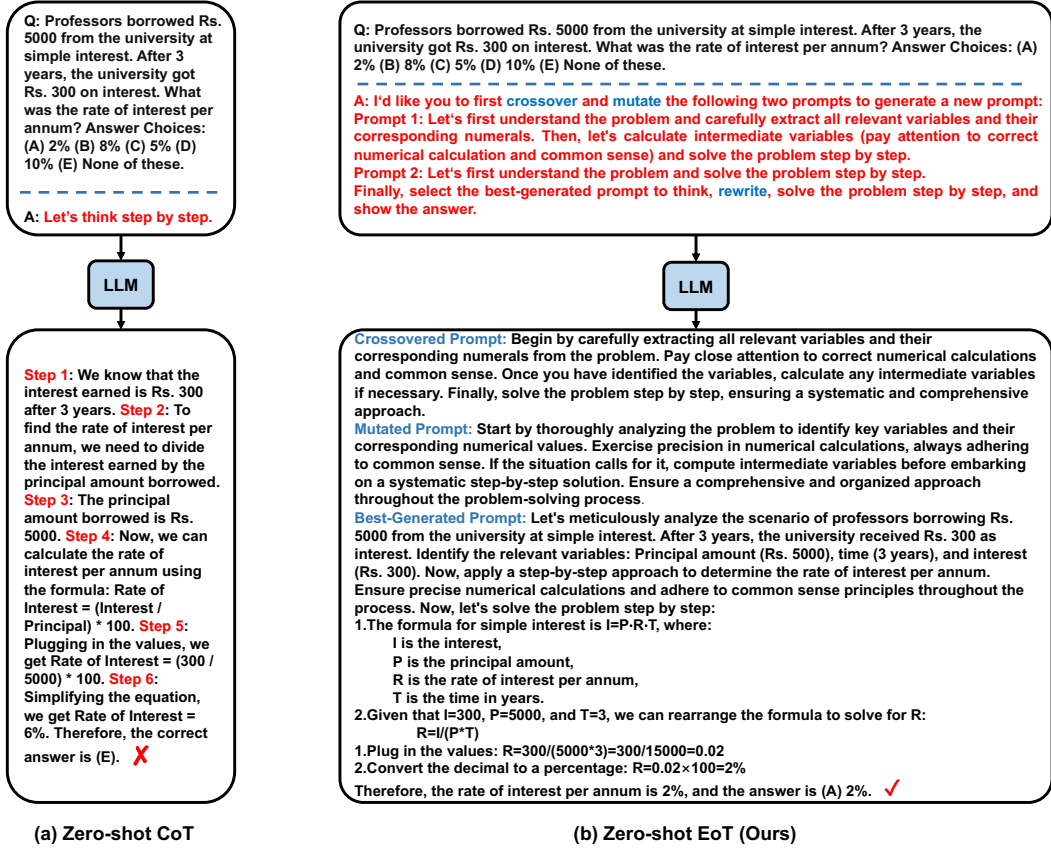 Q: Professors borrowed Rs.
5000 from the university at
simple interest. After 3
years, the university got
Rs. 300 on interest. What
was the rate of interest per
annum? Answer Choices:
(A) 2% (B) 8% (C) 5% (D)
10% (E) None of these.
A: Let's think step by step.
LLM
Step 1: We know that the
interest earned is Rs. 300
after 3 years. Step 2: To
find the rate of interest per
annum, we need to divide
the interest earned by the
principal amount borrowed.
Step 3: The principal
amount borrowed is Rs.
5000. Step 4: Now, we can
calculate the rate of
interest per annum using
the formula: Rate of
Interest = (Interest /
Principal) * 100. Step 5:
Plugging in the values, we
get Rate of Interest = (300 /
5000) * 100. Step 6:
Simplifying the equation,
we get Rate of Interest =
6%. Therefore, the correct
answer is (E). ✗
(a) Zero-shot CoT
Q: Professors borrowed Rs. 5000 from the university at simple interest. After 3 years, the
university got Rs. 300 on interest. What was the rate of interest per annum? Answer Choices: (A)
2% (B) 8% (C) 5% (D) 10% (E) None of these.
A: I'd like you to first crossover and mutate the following two prompts to generate a new prompt:
Prompt 1: Let's first understand the problem and carefully extract all relevant variables and their
corresponding numerals. Then, let's calculate intermediate variables (pay attention to correct
numerical calculation and common sense) and solve the problem step by step.
Prompt 2: Let's first understand the problem and solve the problem step by step.
Finally, select the best-generated prompt to think, rewrite, solve the problem step by step, and
show the answer.
LLM
Crossovered Prompt: Begin by carefully extracting all relevant variables and their
corresponding numerals from the problem. Pay close attention to correct numerical calculations
and common sense. Once you have identified the variables, calculate any intermediate variables
if necessary. Finally, solve the problem step by step, ensuring a systematic and comprehensive
approach.
Mutated Prompt: Start by thoroughly analyzing the problem to identify key variables and their
corresponding numerical values. Exercise precision in numerical calculations, always adhering
to common sense. If the situation calls for it, compute intermediate variables before embarking
on a systematic step-by-step solution. Ensure a comprehensive and organized approach
throughout the problem-solving process.
Best-Generated Prompt: Let's meticulously analyze the scenario of professors borrowing Rs.
5000 from the university at simple interest. After 3 years, the university received Rs. 300 as
interest. Identify the relevant variables: Principal amount (Rs. 5000), time (3 years), and interest
(Rs. 300). Now, apply a step-by-step approach to determine the rate of interest per annum.
Ensure precise numerical calculations and adhere to common sense principles throughout the
process. Now, let's solve the problem step by step:
1.The formula for simple interest is I=P·R·T, where:
I is the interest,
P is the principal amount,
R is the rate of interest per annum,
T is the time in years.
2.Given that I=300, P=5000, and T=3, we can rearrange the formula to solve for R:
R=I/(P*T)
1.Plug in the values: R=300/(5000*3)=300/15000=0.02
2.Convert the decimal to a percentage: R=0.02×100=2%
Therefore, the rate of interest per annum is 2%, and the answer is (A) 2%. ✓
(b) Zero-shot EoT (Ours)